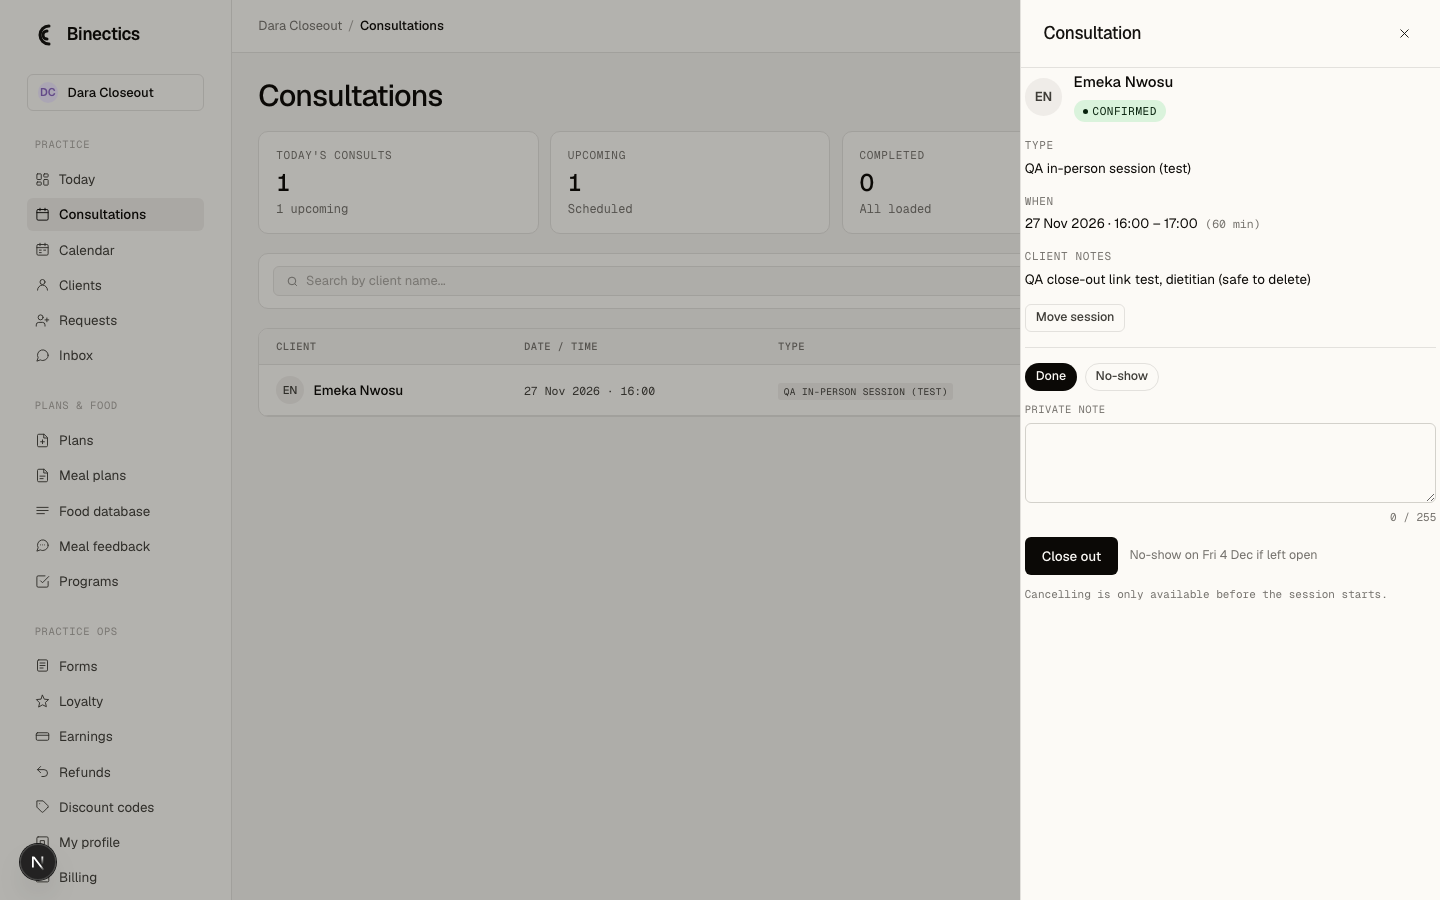 Binectics
DC Dara Closeout
PRACTICE
Today
Consultations
Calendar
Clients
Requests
Inbox
PLANS & FOOD
Plans
Meal plans
Food database
Meal feedback
Programs
PRACTICE OPS
Forms
Loyalty
Earnings
Refunds
Discount codes
My profile
Billing
N
Dara Closeout / Consultations
Consultations
TODAY'S CONSULTS
1
1 upcoming
UPCOMING
1
Scheduled
COMPLETED
0
All loaded
Search by client name...
CLIENT DATE / TIME TYPE
EN Emeka Nwosu 27 Nov 2026 · 16:00 QA IN-PERSON SESSION (TEST)
Consultation
EN Emeka Nwosu
CONFIRMED
TYPE
QA in-person session (test)
WHEN
27 Nov 2026 · 16:00 – 17:00 (60 min)
CLIENT NOTES
QA close-out link test, dietitian (safe to delete)
Move session
Done No-show
PRIVATE NOTE
0 / 255
Close out No-show on Fri 4 Dec if left open
Cancelling is only available before the session starts.